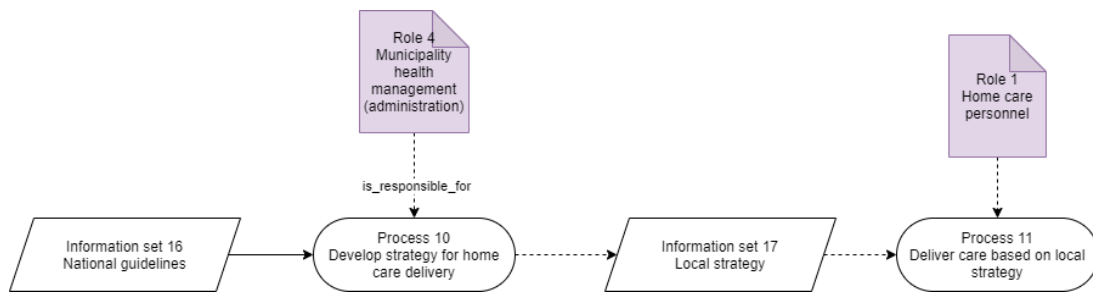 Role 4
Municipality
health
management
(administration)
Role 1
Home care
personnel
is_responsible_for
Information set 16
National guidelines
Process 10
Develop strategy for home
care delivery
Information set 17
Local strategy
Process 11
Deliver care based on local
strategy